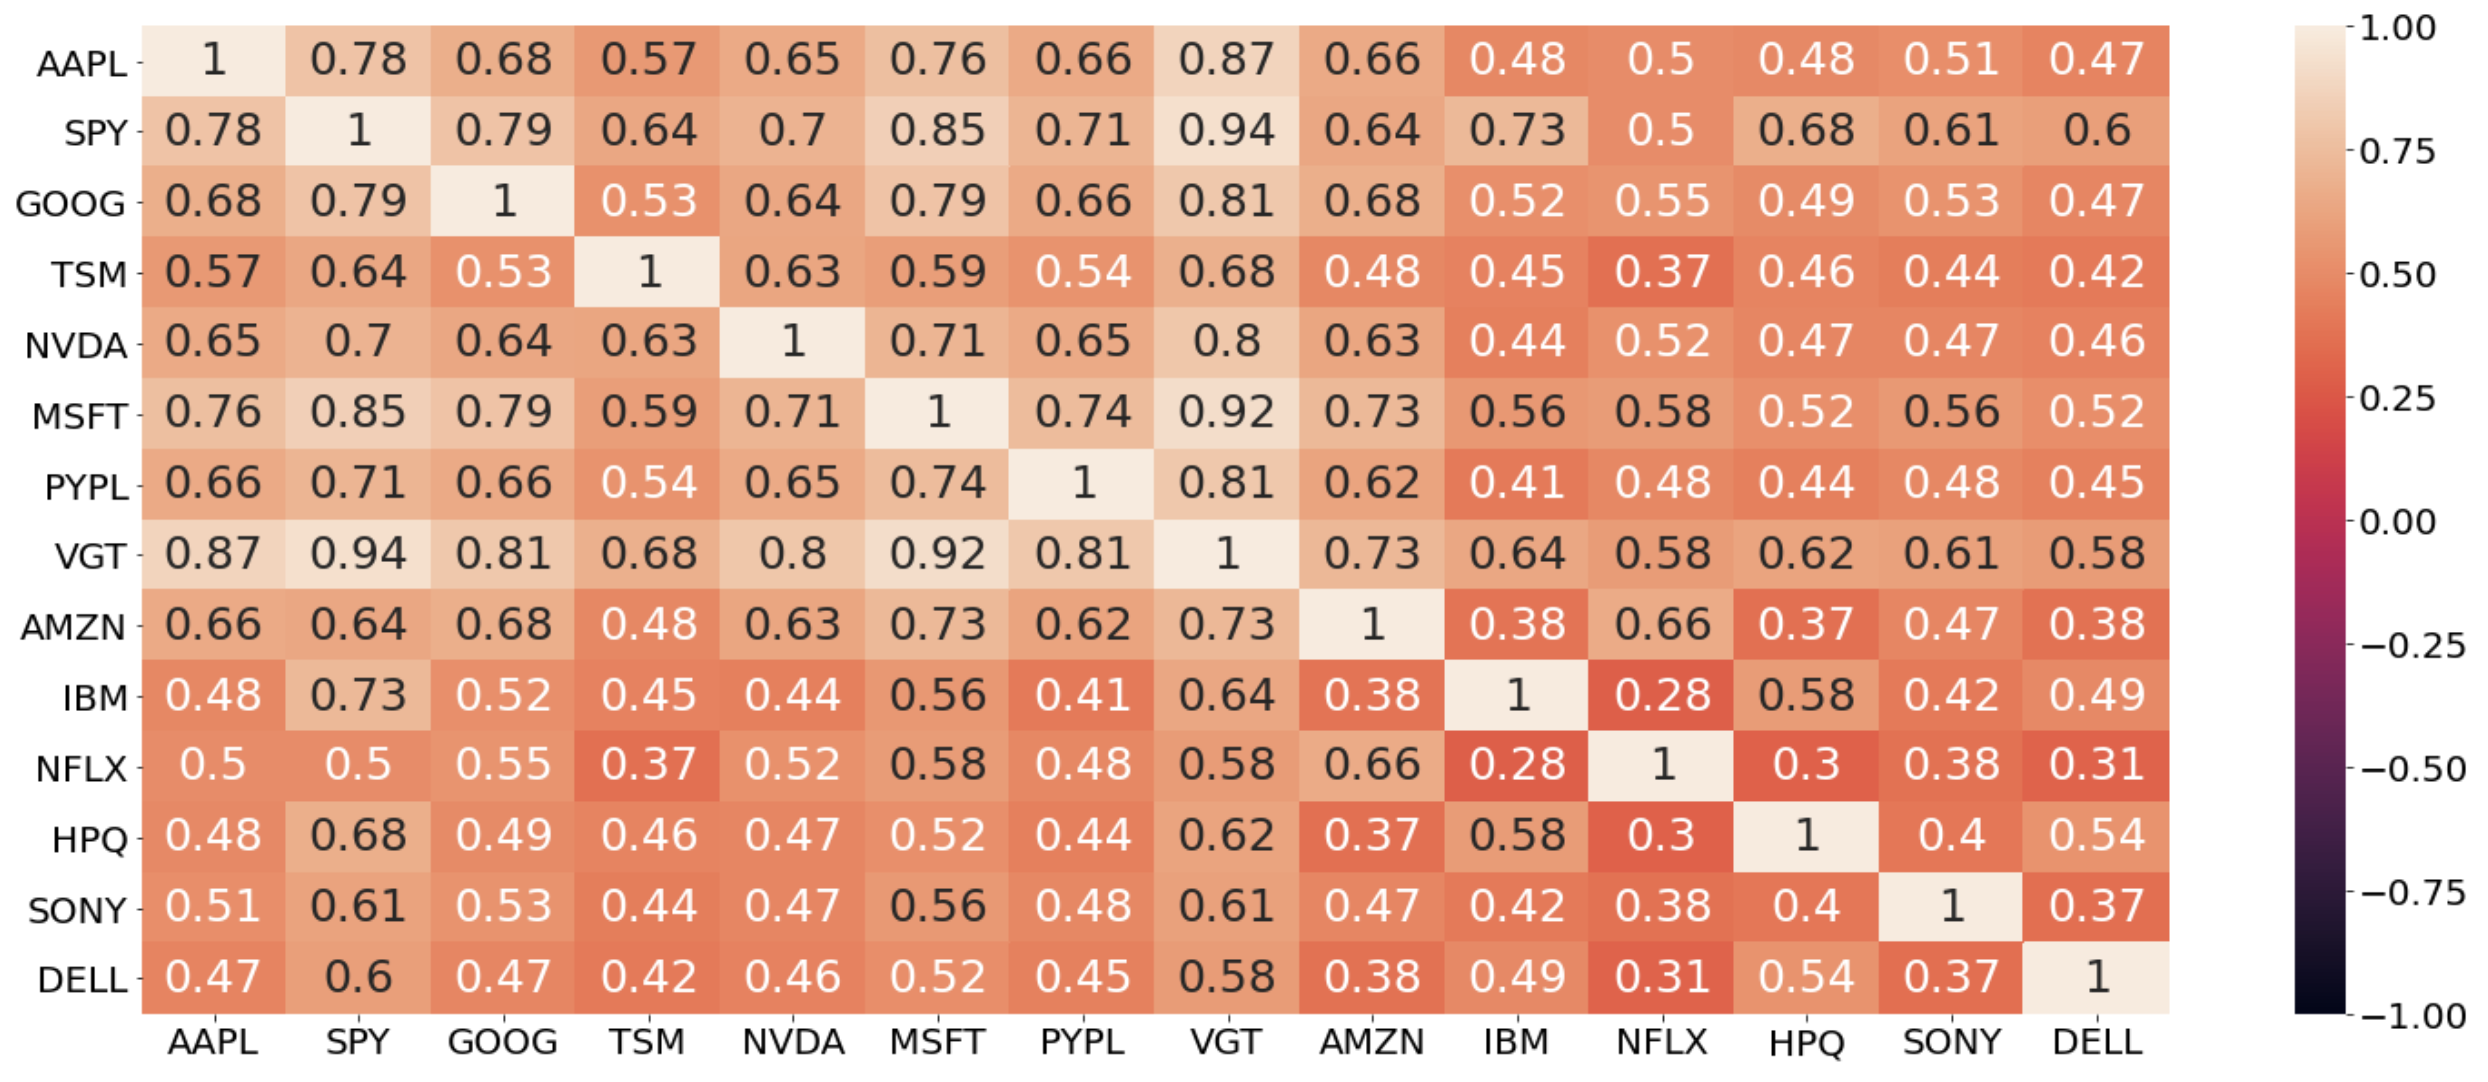 AAPL 1 0.78 0.68 0.57 0.65 0.76 0.66 0.87 0.66 0.48 0.5 0.48 0.51 0.47
SPY 0.78 1 0.79 0.64 0.7 0.85 0.71 0.94 0.64 0.73 0.5 0.68 0.61 0.6
GOOG 0.68 0.79 1 0.53 0.64 0.79 0.66 0.81 0.68 0.52 0.55 0.49 0.53 0.47
TSM 0.57 0.64 0.53 1 0.63 0.59 0.54 0.68 0.48 0.45 0.37 0.46 0.44 0.42
NVDA 0.65 0.7 0.64 0.63 1 0.71 0.65 0.8 0.63 0.44 0.52 0.47 0.47 0.46
MSFT 0.76 0.85 0.79 0.59 0.71 1 0.74 0.92 0.73 0.56 0.58 0.52 0.56 0.52
PYPL 0.66 0.71 0.66 0.54 0.65 0.74 1 0.81 0.62 0.41 0.48 0.44 0.48 0.45
VGT 0.87 0.94 0.81 0.68 0.8 0.92 0.81 1 0.73 0.64 0.58 0.62 0.61 0.58
AMZN 0.66 0.64 0.68 0.48 0.63 0.73 0.62 0.73 1 0.38 0.66 0.37 0.47 0.38
IBM 0.48 0.73 0.52 0.45 0.44 0.56 0.41 0.64 0.38 1 0.28 0.58 0.42 0.49
NFLX 0.5 0.5 0.55 0.37 0.52 0.58 0.48 0.58 0.66 0.28 1 0.3 0.38 0.31
HPQ 0.48 0.68 0.49 0.46 0.47 0.52 0.44 0.62 0.37 0.58 0.3 1 0.4 0.54
SONY 0.51 0.61 0.53 0.44 0.47 0.56 0.48 0.61 0.47 0.42 0.38 0.4 1 0.37
DELL 0.47 0.6 0.47 0.42 0.46 0.52 0.45 0.58 0.38 0.49 0.31 0.54 0.37 1
AAPL SPY GOOG TSM NVDA MSFT PYPL VGT AMZN IBM NFLX HPQ SONY DELL
1.00
0.75
0.50
0.25
0.00
−0.25
−0.50
−0.75
−1.00